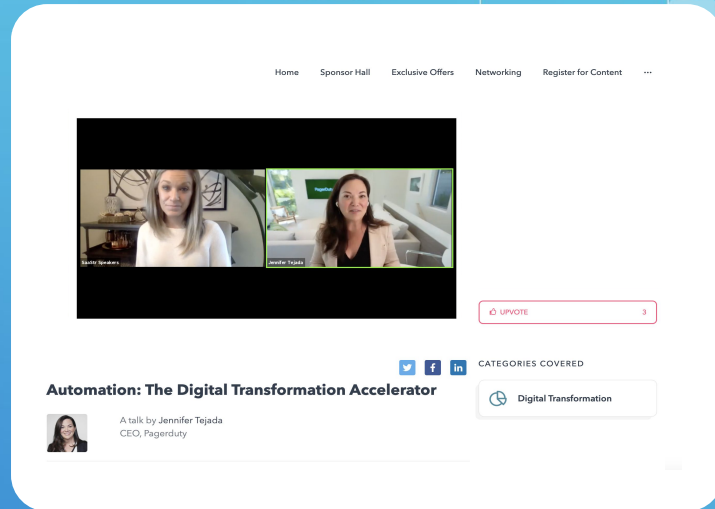 Home Sponsor Hall Exclusive Offers Networking Register for Content ...
PagerDuty
SaaStr Speakers
Jennifer Tejada
UPVOTE 3
CATEGORIES COVERED
Automation: The Digital Transformation Accelerator
Digital Transformation
A talk by Jennifer Tejada
CEO, Pagerduty